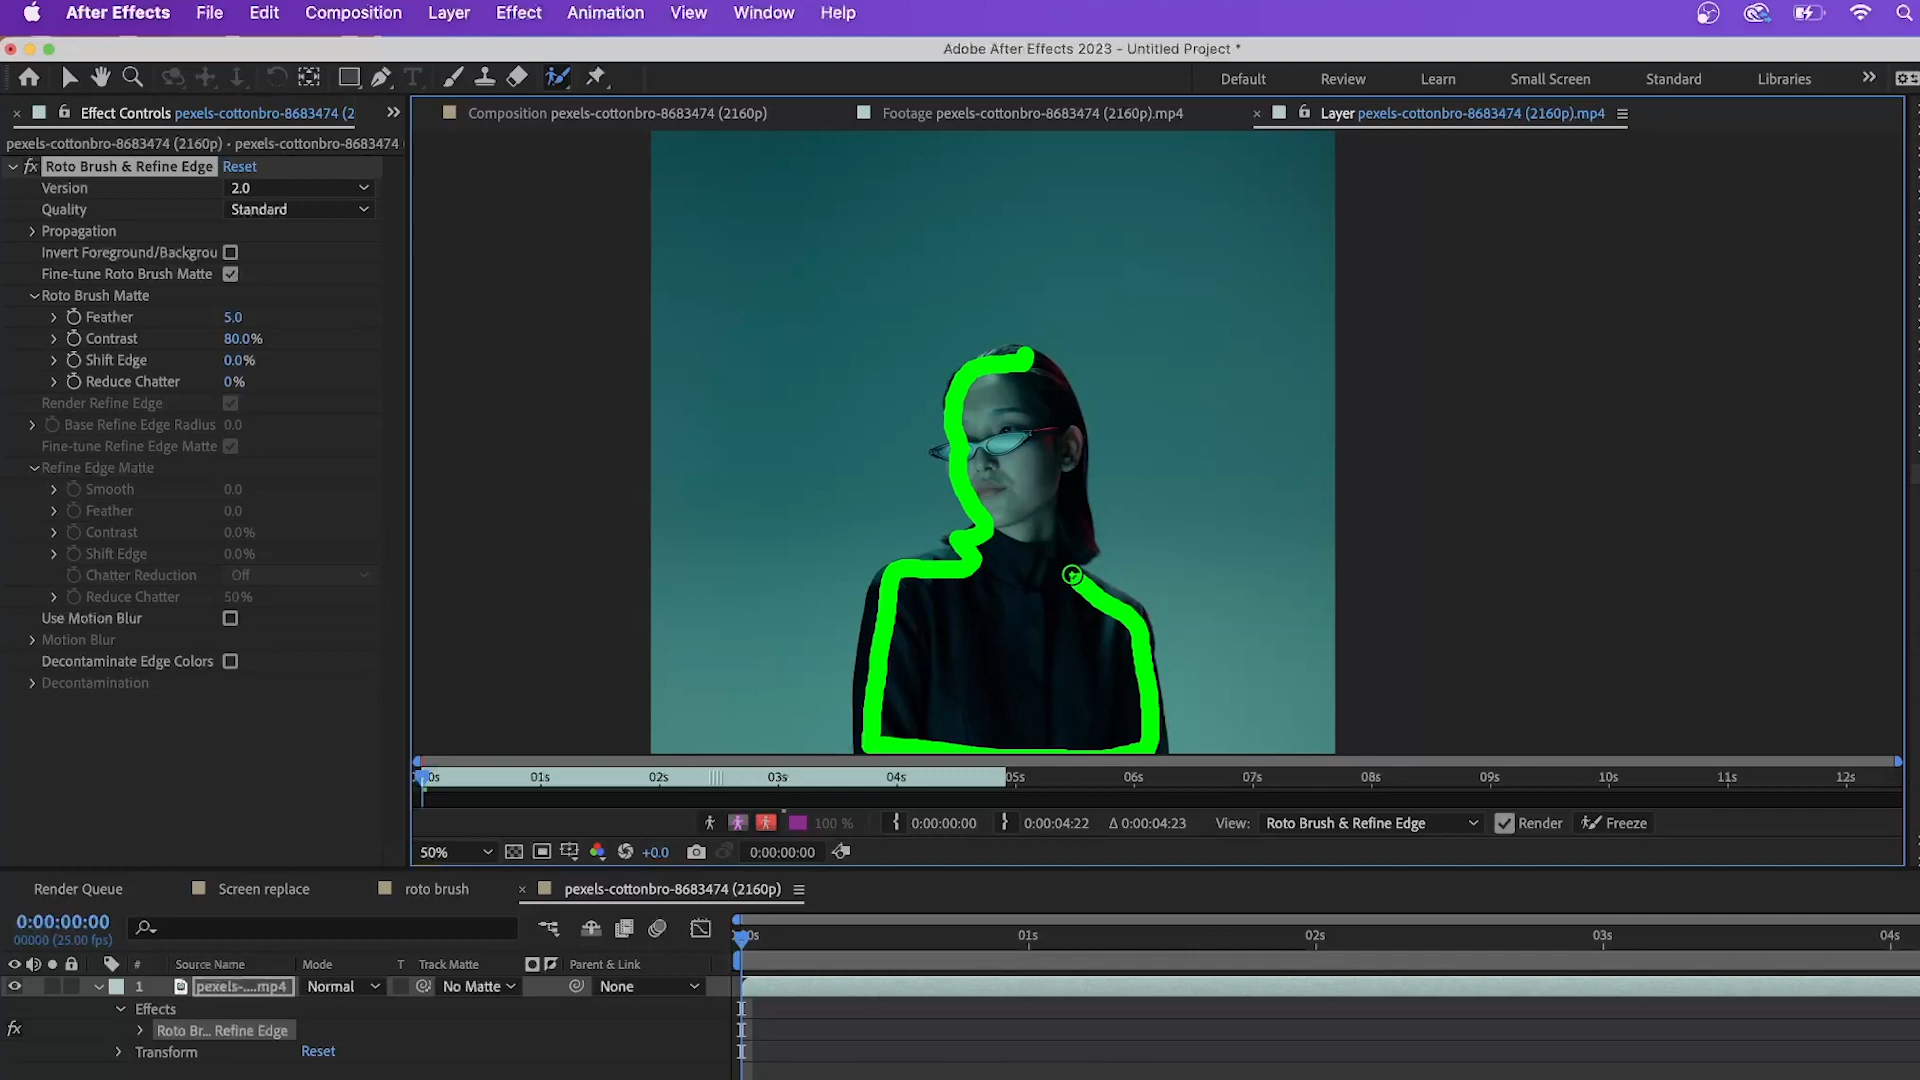 After Effects File Edit Composition Layer Effect Animation View Window Help
Adobe After Effects 2023 - Untitled Project *
Default Review Learn Small Screen Standard Libraries
Effect Controls pexels-cottonbro-8683474 (2
Composition pexels-cottonbro-8683474 (2160p)
Footage pexels-cottonbro-8683474 (2160p).mp4
Layer pexels-cottonbro-8683474 (2160p).mp4
pexels-cottonbro-8683474 (2160p) • pexels-cottonbro-8683474
fx Roto Brush & Refine Edge Reset
Version 2.0
Quality Standard
Propagation
Invert Foreground/Backgrou
Fine-tune Roto Brush Matte
Roto Brush Matte
Feather 5.0
Contrast 80.0%
Shift Edge 0.0%
Reduce Chatter 0%
Render Refine Edge
Base Refine Edge Radius 0.0
Fine-tune Refine Edge Matte
Refine Edge Matte
Smooth 0.0
Feather 0.0
Contrast 0.0%
Shift Edge 0.0%
Chatter Reduction Off
Reduce Chatter 50%
Use Motion Blur
Motion Blur
Decontaminate Edge Colors
Decontamination
0s 01s 02s 03s 04s 05s 06s 07s 08s 09s 10s 11s 12s
100 % 0:00:00:00 0:00:04:22 Δ 0:00:04:23 View: Roto Brush & Refine Edge Render Freeze
50% +0.0 0:00:00:00
Render Queue Screen replace roto brush pexels-cottonbro-8683474 (2160p)
0:00:00:00
00000 (25.00 fps)
0s 01s 02s 03s 04s
# Source Name Mode T Track Matte Parent & Link
1 pexels-....mp4 Normal No Matte None
Effects
fx Roto Br... Refine Edge
Transform Reset